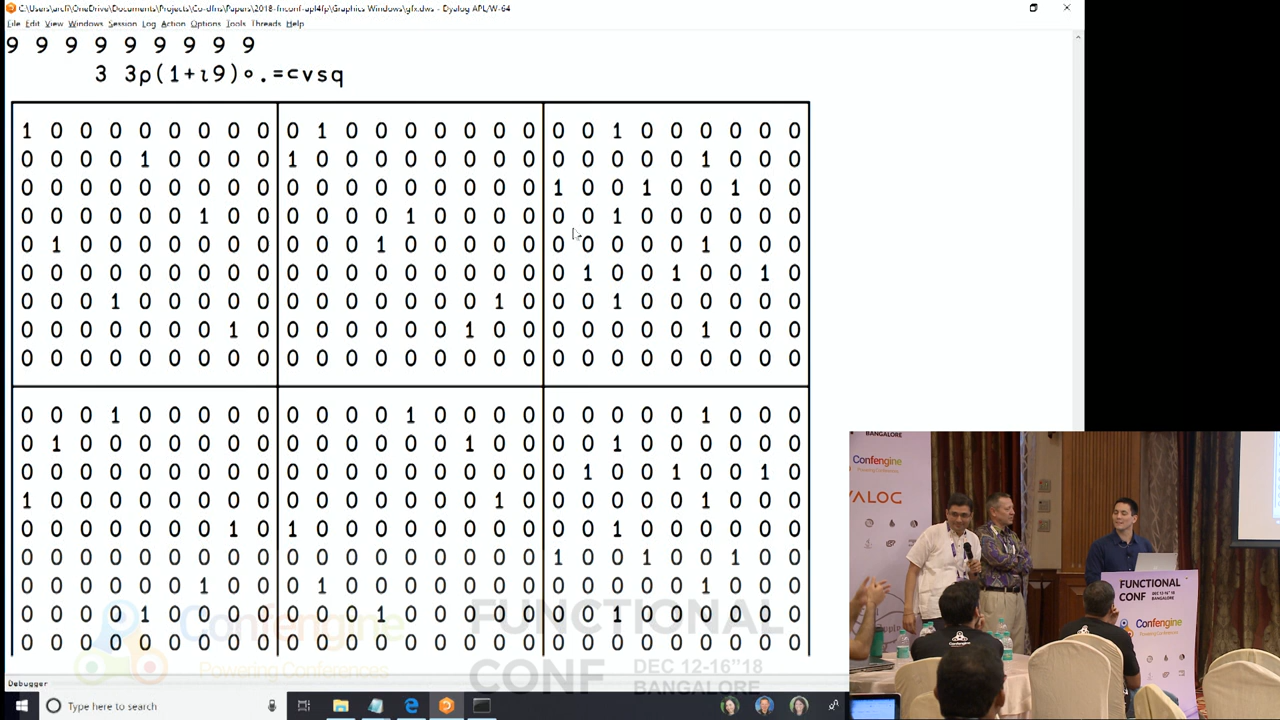 C:\Users\arcfi\OneDrive\Documents\Projects\Co-dfns\Papers\2018-fnconf-apl4fp\Graphics Windows\gfx.dws - Dyalog APL/W-64
File Edit View Windows Session Log Action Options Tools Threads Help
9 9 9 9 9 9 9 9 9
3 3⍴(1+⍳9)∘.=⊂vsq
1 0 0 0 0 0 0 0 0 0 1 0 0 0 0 0 0 0 0 0 1 0 0 0 0 0 0
0 0 0 0 1 0 0 0 0 1 0 0 0 0 0 0 0 0 0 0 0 0 0 1 0 0 0
0 0 0 0 0 0 0 0 0 0 0 0 0 0 0 0 0 0 1 0 0 1 0 0 1 0 0
0 0 0 0 0 0 1 0 0 0 0 0 0 1 0 0 0 0 0 0 1 0 0 0 0 0 0
0 1 0 0 0 0 0 0 0 0 0 0 1 0 0 0 0 0 0 0 0 0 0 1 0 0 0
0 0 0 0 0 0 0 0 0 0 0 0 0 0 0 0 0 0 0 1 0 0 1 0 0 1 0
0 0 0 1 0 0 0 0 0 0 0 0 0 0 0 0 1 0 0 0 1 0 0 0 0 0 0
0 0 0 0 0 0 0 1 0 0 0 0 0 0 0 1 0 0 0 0 0 0 0 1 0 0 0
0 0 0 0 0 0 0 0 0 0 0 0 0 0 0 0 0 0 0 0 0 0 0 0 0 0 0
0 0 0 1 0 0 0 0 0 0 0 0 0 1 0 0 0 0 0 0 0 0 0 1 0 0 0
0 1 0 0 0 0 0 0 0 0 0 0 0 0 0 1 0 0 0 0 1 0 0 0 0 0 0
0 0 0 0 0 0 0 0 0 0 0 0 0 0 0 0 0 0 0 1 0 0 1 0 0 1 0
1 0 0 0 0 0 0 0 0 0 0 0 0 0 0 0 1 0 0 0 0 0 0 1 0 0 0
0 0 0 0 0 0 0 1 0 1 0 0 0 0 0 0 0 0 0 0 1 0 0 0 0 0 0
0 0 0 0 0 0 0 0 0 0 0 0 0 0 0 0 0 0 1 0 0 1 0 0 1 0 0
0 0 0 0 0 0 1 0 0 0 1 0 0 0 0 0 0 0 0 0 0 0 0 1 0 0 0
0 0 0 0 1 0 0 0 0 0 0 0 1 0 0 0 0 0 0 0 1 0 0 0 0 0 0
0 0 0 0 0 0 0 0 0 0 0 0 0 0 0 0 0 0 0 0 0 0 0 0 0 0 0
Confengine
Powering Conferences
FUNCTIONAL
CONF
DEC 12-16"18
BANGALORE
Debugger
Type here to search
BANGALORE
Confengine
Powering Conferences
YALOC
FUNCTIONAL
CONF
DEC 12-16" 18
BANGALORE
Confengine
Powering Conferences